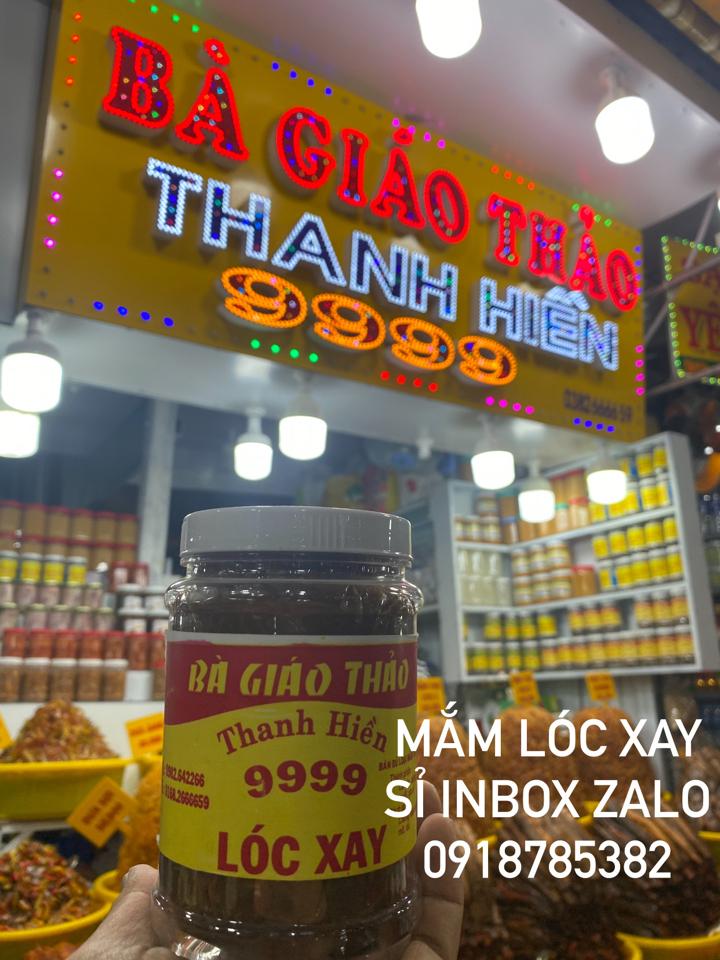 BÀ GIÁO THẢO
THANH HIỀN
9999
BÀ GIÁO THẢO
Thanh Hiền
9999
LÓC XAY
MẮM LÓC XAY
SỈ INBOX ZALO
0918785382